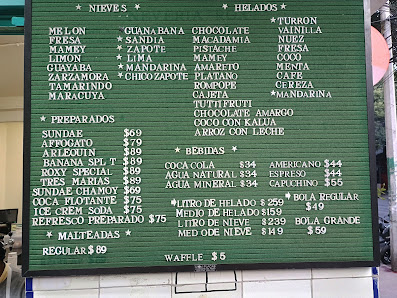 * NIEVES *
HELADOS *
MELON
FRESA
MAMEY
LIMON
GUAYABA
ZARZAMORA
TAMARINDO
MARACUYA
* GUANABANA
* SANDIA
* ZAPOTE
* LIMA
* MANDARINA
* CHICO ZAPOTE
CHOCOLATE
MACADAMIA
PISTACHE
MAMEY
AMARETO
PLATANO
ROMPOPE
CAJETA
TUTTI FRUTTI
CHOCOLATE AMARGO
COCO CON KALUA
ARROZ CON LECHE
* TURRON
VAINILLA
NUEZ
FRESA
COCO
MENTA
CAFE
CEREZA
*MANDARINA
* PREPARADOS
SUNDAE $69
AFFOGATO $79
ARLEQUIN $89
BANANA SPL T $89
ROXY SPECIAL $89
TRES MARIAS $89
SUNDAE CHAMOY $69
COCA FLOTANTE $75
ICE CREM SODA $75
REFRESCO PREPARADO $75
* MALTEADAS *
REGULAR $89
* BEBIDAS *
COCA COLA $34
AGUA NATURAL $34
AGUA MINERAL $34
AMERICANO $44
ESPRESO $44
CAPUCHINO $55
*LITRO DE HELADO $259
MEDIO DE HELADO $159
LITRO DE NIEVE $239
MED O DE NIEVE $149
* BOLA REGULAR
$49
BOLA GRANDE
$59
WAFFLE $5